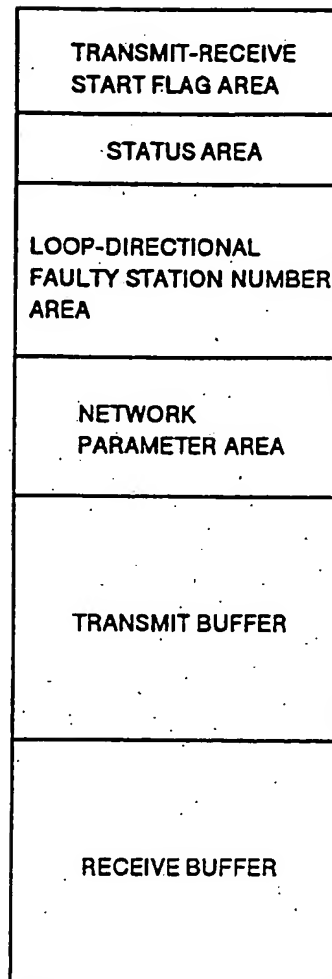 TRANSMIT-RECEIVE
START FLAG AREA
STATUS AREA
LOOP-DIRECTIONAL
FAULTY STATION NUMBER
AREA
NETWORK
PARAMETER AREA
TRANSMIT BUFFER
RECEIVE BUFFER